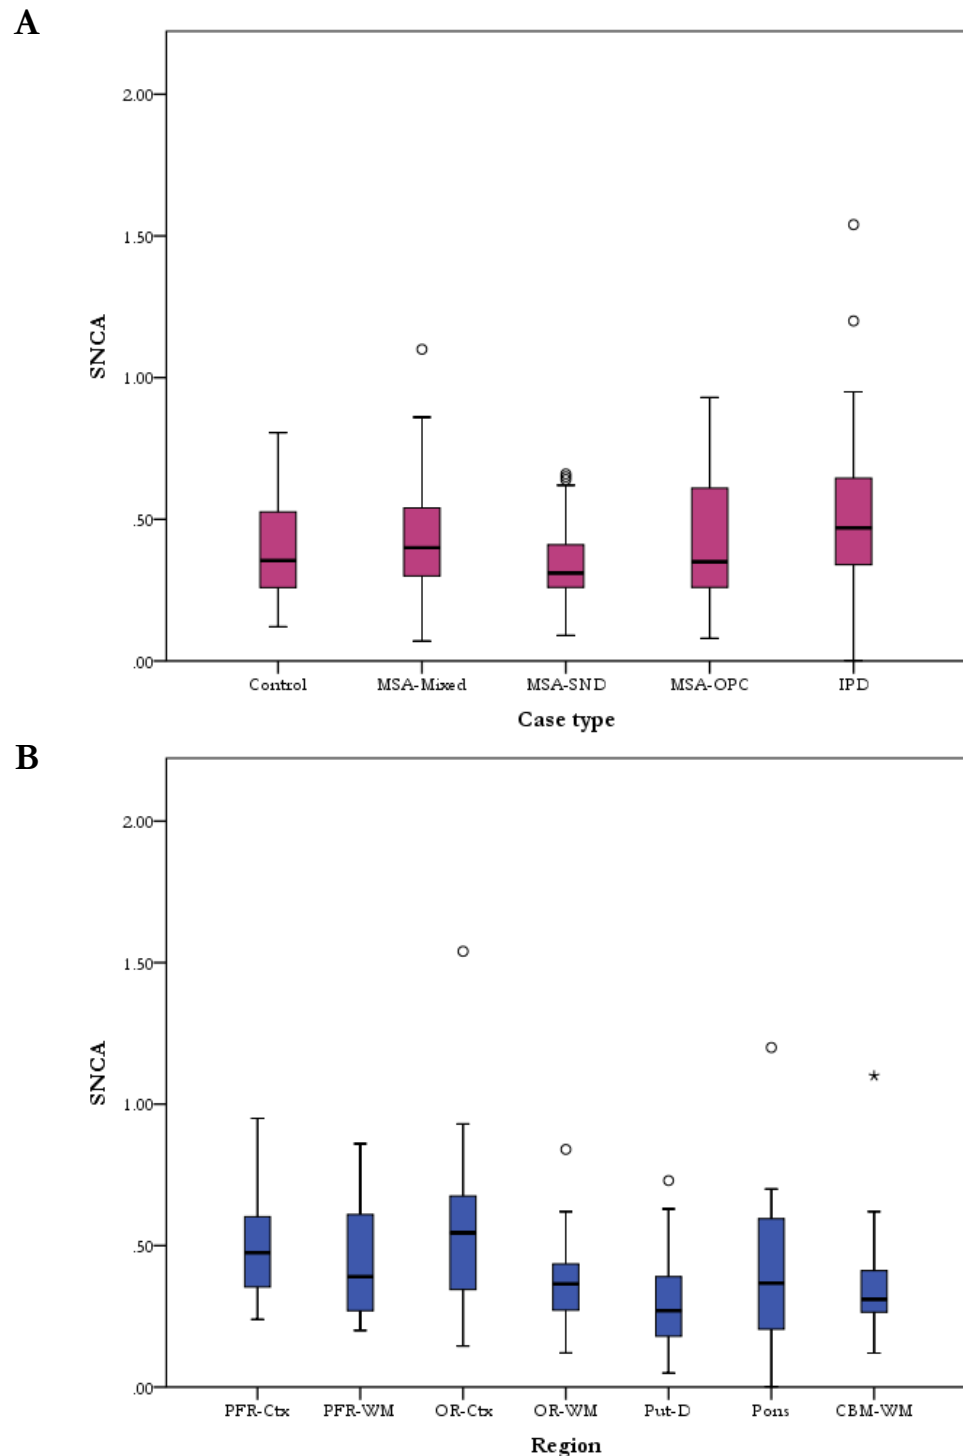 A
2.00
1.50
1.00
.50
.00
SNCA
Control MSA-Mixed MSA-SND MSA-OPC IPD
Case type
B
2.00
1.50
1.00
.50
.00
SNCA
PFR-Ctx PFR-WM OR-Ctx OR-WM Put-D Pons CBM-WM
Region